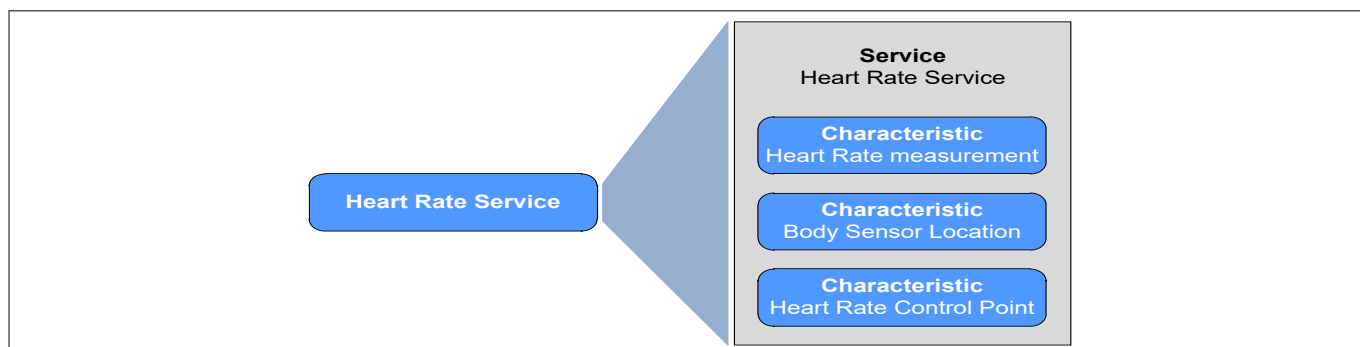 Heart Rate Service
Service
Heart Rate Service
Characteristic
Heart Rate measurement
Characteristic
Body Sensor Location
Characteristic
Heart Rate Control Point